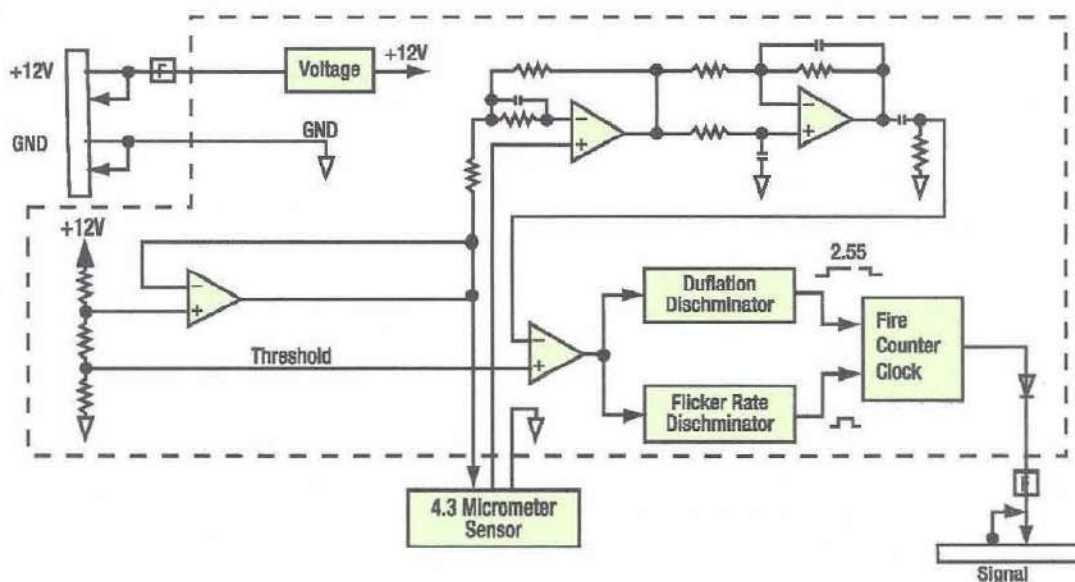 +12V
F
Voltage
+12V
GND
GND
+12V
Threshold
2.55
Duflation
Dischminator
Fire
Counter
Clock
Flicker Rate
Dischminator
4.3 Micrometer
Sensor
F
Signal